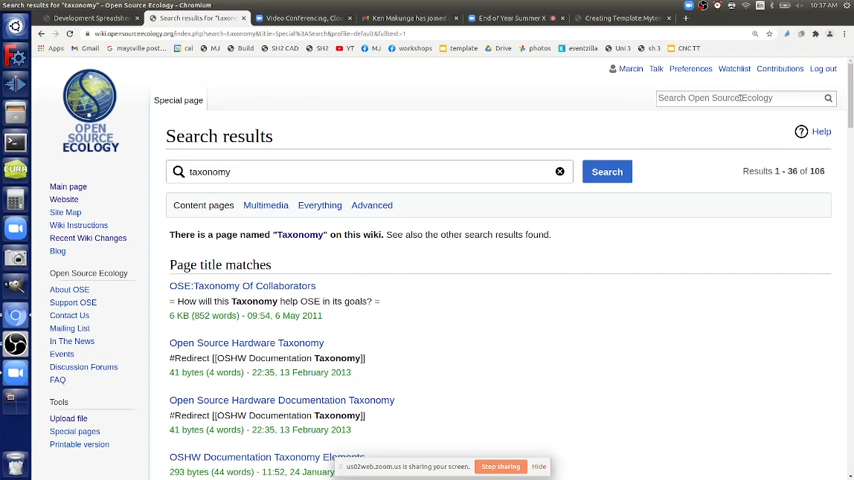 Search results for "taxonomy" - Open Source Ecology - Chromium
10:37 AM
Development Spreadshe
Search results for "taxon
Video Conferencing, Clou
Ken Makunga has joined
End of Year Summer X
Creating Template:Mytem
wiki.opensourceecology.org/index.php?search=taxonomy&title=Special%3ASearch&profile=default&fulltext=1
Apps
Gmail
maysville post...
cal
MJ
Build
SH2 CAD
SH2
YT
MJ
workshops
template
Drive
photos
eventzilla
Uni 3
sh 3
CNC TT
Marcin Talk Preferences Watchlist Contributions Log out
Special page
Search Open Source Ecology
OPEN
SOURCE
ECOLOGY
Search results
Help
taxonomy
Search
Results 1 - 36 of 106
Content pages Multimedia Everything Advanced
There is a page named "Taxonomy" on this wiki. See also the other search results found.
Page title matches
OSE:Taxonomy Of Collaborators
= How will this Taxonomy help OSE in its goals? =
6 KB (852 words) - 09:54, 6 May 2011
Open Source Hardware Taxonomy
#Redirect [[OSHW Documentation Taxonomy]]
41 bytes (4 words) - 22:35, 13 February 2013
Open Source Hardware Documentation Taxonomy
#Redirect [[OSHW Documentation Taxonomy]]
41 bytes (4 words) - 22:35, 13 February 2013
OSHW Documentation Taxonomy Elements
293 bytes (44 words) - 11:52, 24 January
Main page
Website
Site Map
Wiki Instructions
Recent Wiki Changes
Blog
Open Source Ecology
About OSE
Support OSE
Contact Us
Mailing List
In The News
Events
Discussion Forums
FAQ
Tools
Upload file
Special pages
Printable version
CURA
us02web.zoom.us is sharing your screen.
Stop sharing
Hide